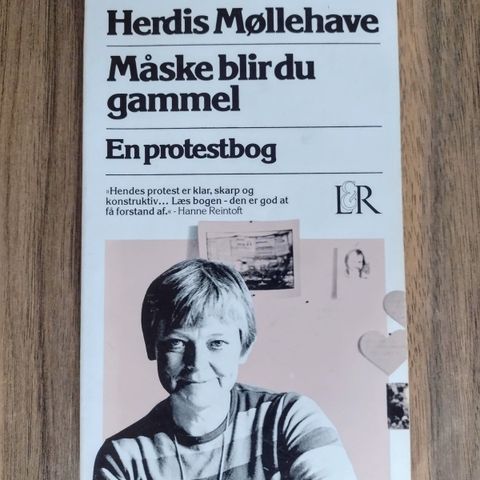 Herdis Møllehave
Måske blir du
gammel
En protestbog
»Hendes protest er klar, skarp og
konstruktiv... Læs bogen - den er god at
få forstand af.« - Hanne Reintoft
L&R